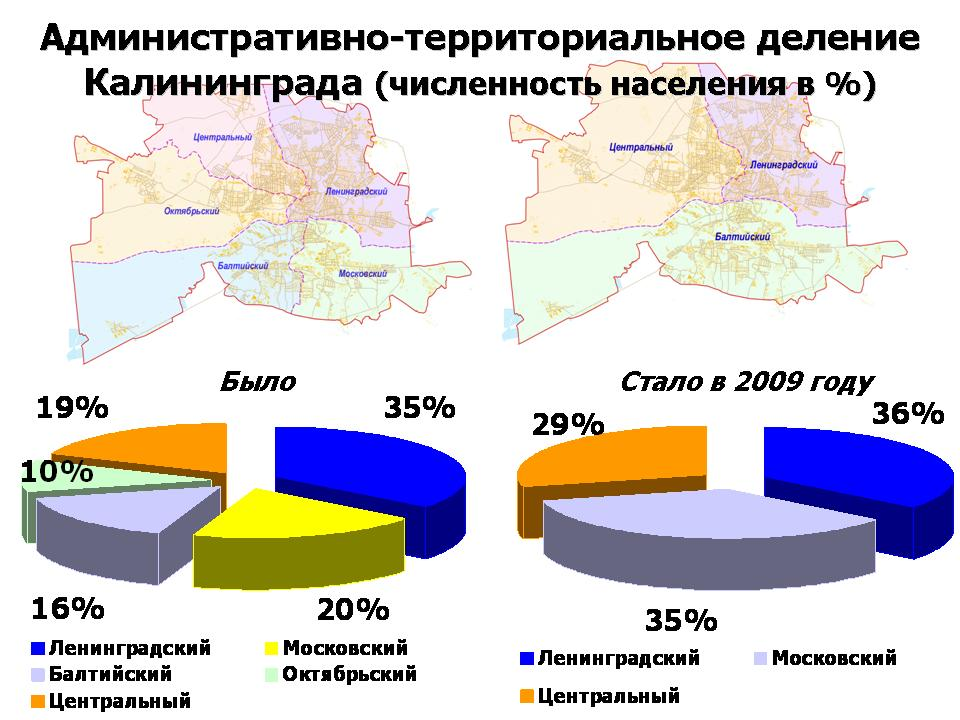 Административно-территориальное деление
Калининграда (численность населения в %)
Центральный
Ленинградский
Октябрьский
Балтийский
Московский
Центральный
Ленинградский
Балтийский
Было
Стало в 2009 году
19%
35%
10%
16%
20%
29%
36%
35%
Ленинградский
Московский
Балтийский
Октябрьский
Центральный
Ленинградский
Московский
Центральный